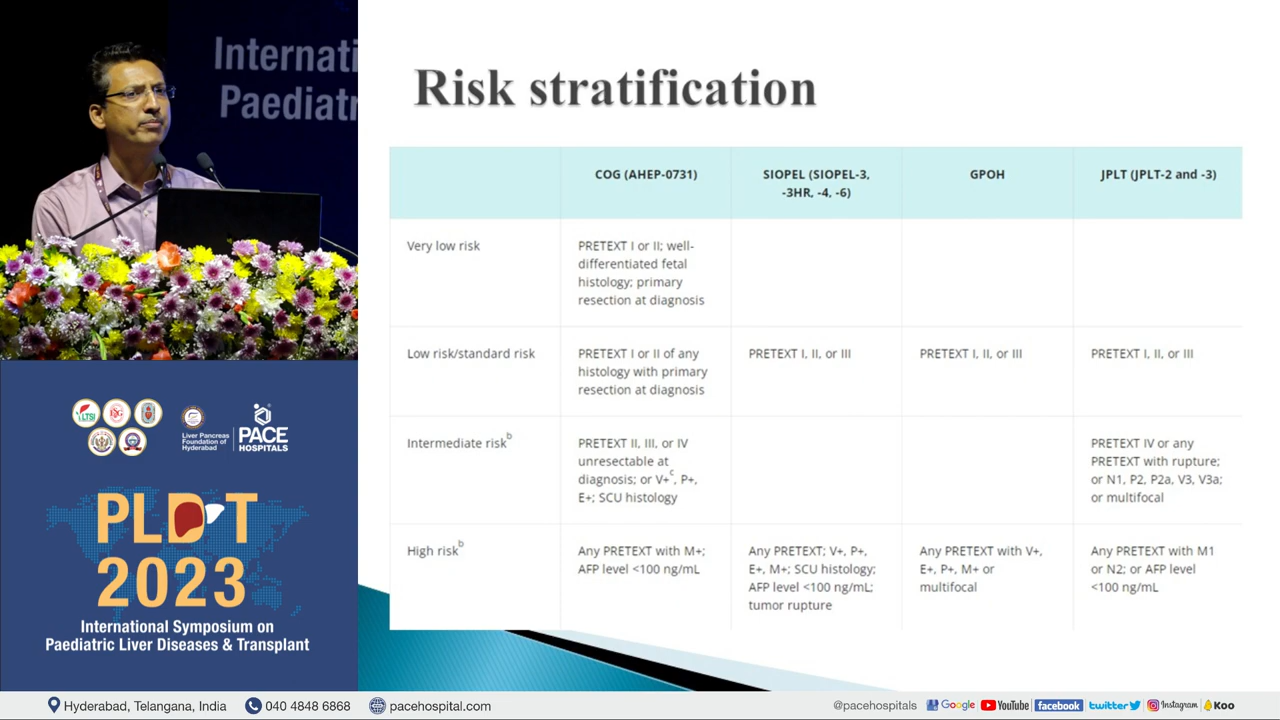 Internati
Paediatr
Risk stratification
COG (AHEP-0731)
SIOPEL (SIOPEL-3,
-3HR, -4, -6)
GPOH
JPLT (JPLT-2 and -3)
Very low risk
PRETEXT I or II; well-
differentiated fetal
histology; primary
resection at diagnosis
Low risk/standard risk
PRETEXT I or II of any
histology with primary
resection at diagnosis
PRETEXT I, II, or III
PRETEXT I, II, or III
PRETEXT I, II, or III
Intermediate risk b
PRETEXT II, III, or IV
unresectable at
diagnosis; or V+c, P+,
E+; SCU histology
PRETEXT IV or any
PRETEXT with rupture;
or N1, P2, P2a, V3, V3a;
or multifocal
High risk b
Any PRETEXT with M+;
AFP level <100 ng/mL
Any PRETEXT; V+, P+,
E+, M+; SCU histology;
AFP level <100 ng/mL;
tumor rupture
Any PRETEXT with V+,
E+, P+, M+ or
multifocal
Any PRETEXT with M1
or N2; or AFP level
<100 ng/mL
LTSI
Liver Pancreas
Foundation of
Hyderabad
PACE
HOSPITALS
PLDT
2023
International Symposium on
Paediatric Liver Diseases & Transplant
Hyderabad, Telangana, India
040 4848 6868
pacehospital.com
@pacehospitals
Google
YouTube
facebook
twitter
Instagram
Koo